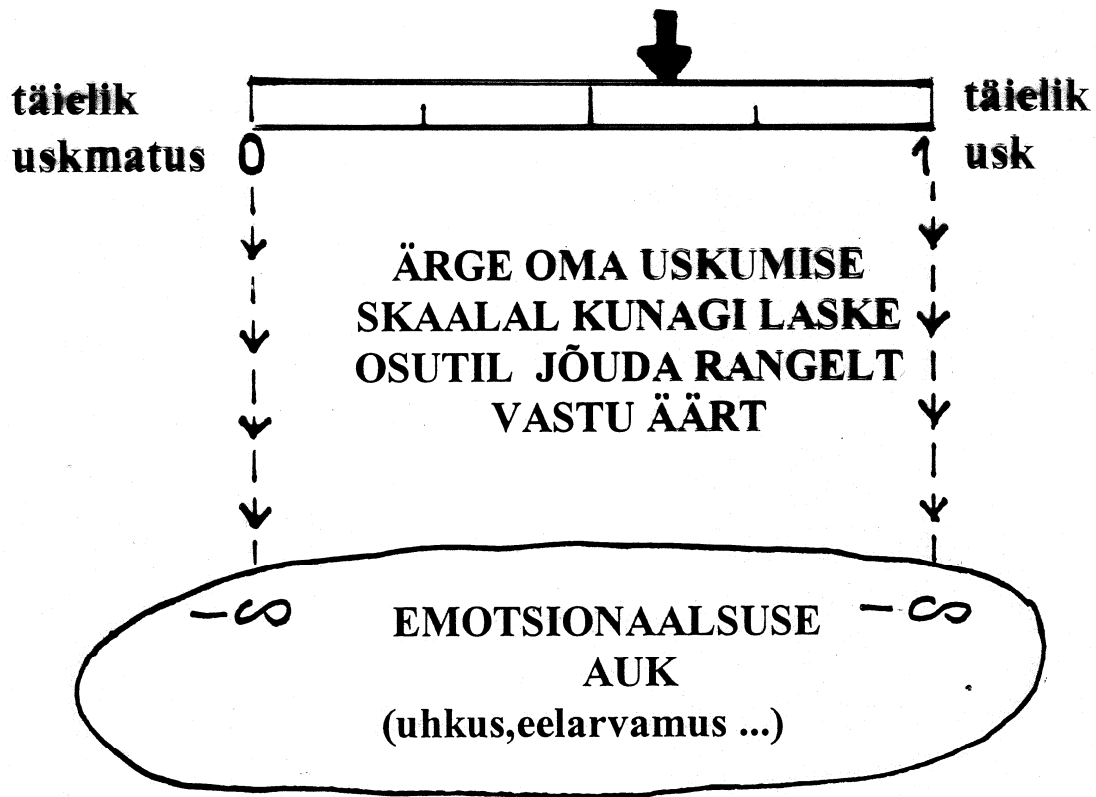 täielik
uskmatus 0
1 täielik
usk
ÄRGE OMA USKUMISE
SKAALAL KUNAGI LASKE
OSUTIL JÕUDA RANGELT
VASTU ÄÄRT
–∞ EMOTSIONAALSUSE –∞
AUK
(uhkus,eelarvamus ...)